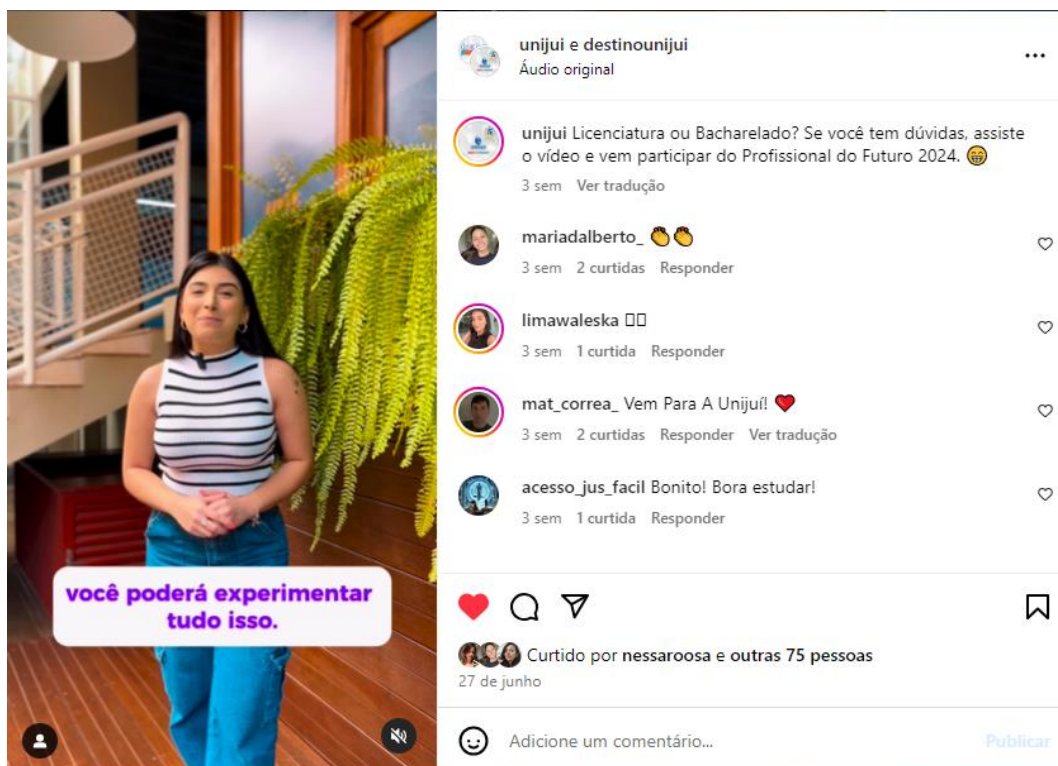 unijui e destinounijui
Áudio original
unijui Licenciatura ou Bacharelado? Se você tem dúvidas, assiste
o vídeo e vem participar do Profissional do Futuro 2024. 😁
3 sem Ver tradução
mariadalberto_ 👏👏
3 sem 2 curtidas Responder
limawaleska
3 sem 1 curtida Responder
mat_correa_ Vem Para A Unijuí! ❤️
3 sem 2 curtidas Responder Ver tradução
acesso_jus_facil Bonito! Bora estudar!
3 sem 1 curtida Responder
você poderá experimentar
tudo isso.
Curtido por nessaroosa e outras 75 pessoas
27 de junho
Adicione um comentário...
Publicar